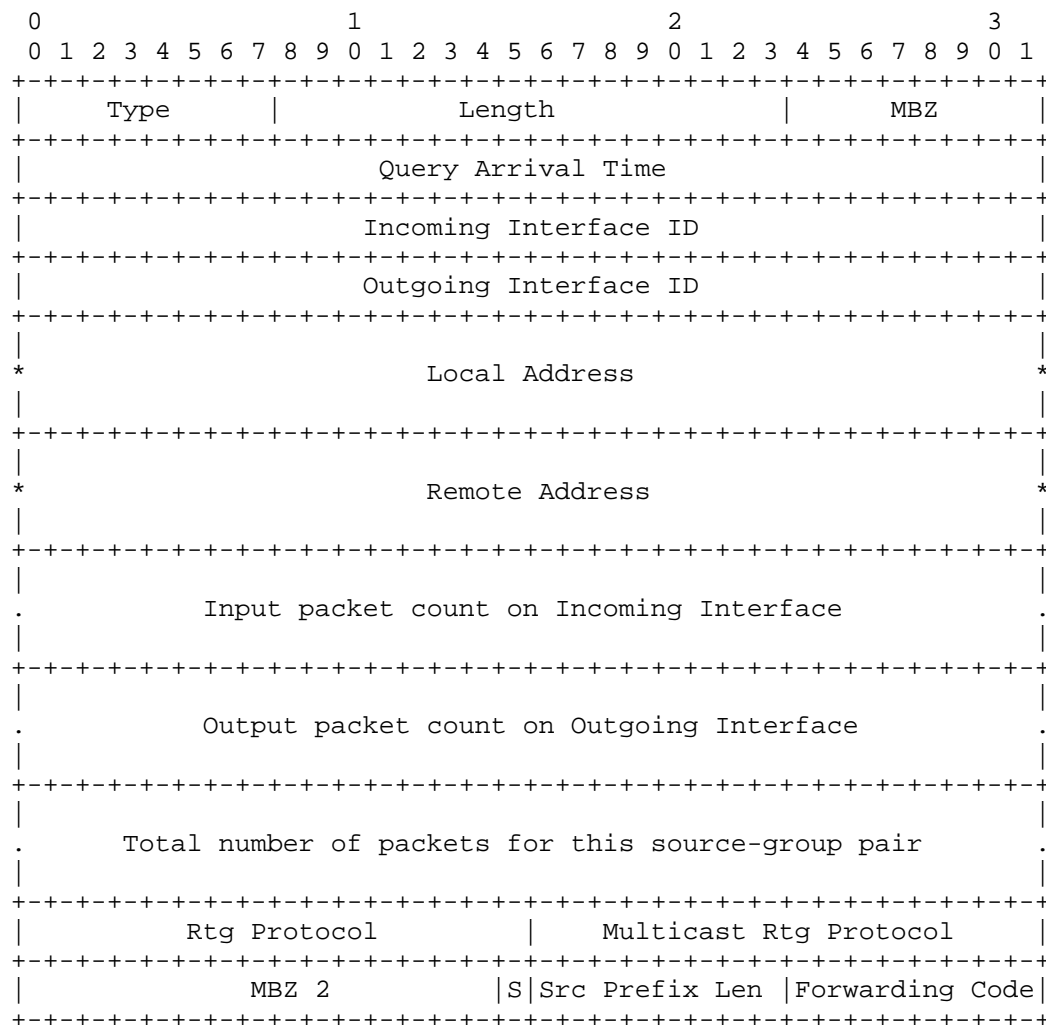 0                   1                   2                   3
 0 1 2 3 4 5 6 7 8 9 0 1 2 3 4 5 6 7 8 9 0 1 2 3 4 5 6 7 8 9 0 1
+-+-+-+-+-+-+-+-+-+-+-+-+-+-+-+-+-+-+-+-+-+-+-+-+-+-+-+-+-+-+-+-+
|     Type      |           Length              |      MBZ      |
+-+-+-+-+-+-+-+-+-+-+-+-+-+-+-+-+-+-+-+-+-+-+-+-+-+-+-+-+-+-+-+-+
|                      Query Arrival Time                       |
+-+-+-+-+-+-+-+-+-+-+-+-+-+-+-+-+-+-+-+-+-+-+-+-+-+-+-+-+-+-+-+-+
|                     Incoming Interface ID                     |
+-+-+-+-+-+-+-+-+-+-+-+-+-+-+-+-+-+-+-+-+-+-+-+-+-+-+-+-+-+-+-+-+
|                     Outgoing Interface ID                     |
+-+-+-+-+-+-+-+-+-+-+-+-+-+-+-+-+-+-+-+-+-+-+-+-+-+-+-+-+-+-+-+-+
|                                                               |
*                         Local Address                         *
|                                                               |
+-+-+-+-+-+-+-+-+-+-+-+-+-+-+-+-+-+-+-+-+-+-+-+-+-+-+-+-+-+-+-+-+
|                                                               |
*                         Remote Address                        *
|                                                               |
+-+-+-+-+-+-+-+-+-+-+-+-+-+-+-+-+-+-+-+-+-+-+-+-+-+-+-+-+-+-+-+-+
|                                                               |
.           Input packet count on Incoming Interface            .
|                                                               |
+-+-+-+-+-+-+-+-+-+-+-+-+-+-+-+-+-+-+-+-+-+-+-+-+-+-+-+-+-+-+-+-+
|                                                               |
.           Output packet count on Outgoing Interface           .
|                                                               |
+-+-+-+-+-+-+-+-+-+-+-+-+-+-+-+-+-+-+-+-+-+-+-+-+-+-+-+-+-+-+-+-+
|                                                               |
.      Total number of packets for this source-group pair       .
|                                                               |
+-+-+-+-+-+-+-+-+-+-+-+-+-+-+-+-+-+-+-+-+-+-+-+-+-+-+-+-+-+-+-+-+
|          Rtg Protocol         |    Multicast Rtg Protocol     |
+-+-+-+-+-+-+-+-+-+-+-+-+-+-+-+-+-+-+-+-+-+-+-+-+-+-+-+-+-+-+-+-+
|              MBZ 2          |S|Src Prefix Len |Forwarding Code|
+-+-+-+-+-+-+-+-+-+-+-+-+-+-+-+-+-+-+-+-+-+-+-+-+-+-+-+-+-+-+-+-+